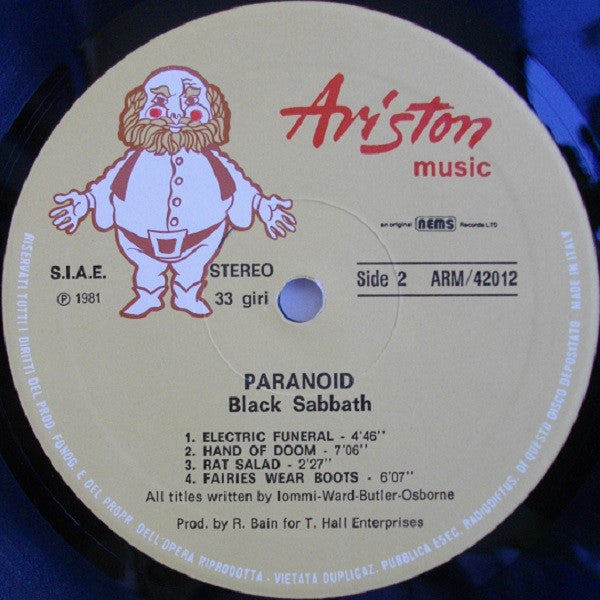 Ariston
music
an original nems Records LTD
S.I.A.E.
STEREO
Side 2 ARM/42012
℗ 1981
33 giri
PARANOID
Black Sabbath
1. ELECTRIC FUNERAL - 4'46''
2. HAND OF DOOM - 7'06''
3. RAT SALAD - 2'27''
4. FAIRIES WEAR BOOTS - 6'07''
All titles written by Iommi-Ward-Butler-Osborne
Prod. by R. Bain for T. Hall Enterprises
RISERVATI TUTTI I DIRITTI DEL PROD. FONOG. E DEL PROPR. DELL'OPERA RIPRODOTTA - VIETATA DUPLICAZ. PUBBLICA ESEC. RADIODIFFUS. DI QUESTO DISCO DEPOSITATO MADE IN ITALY